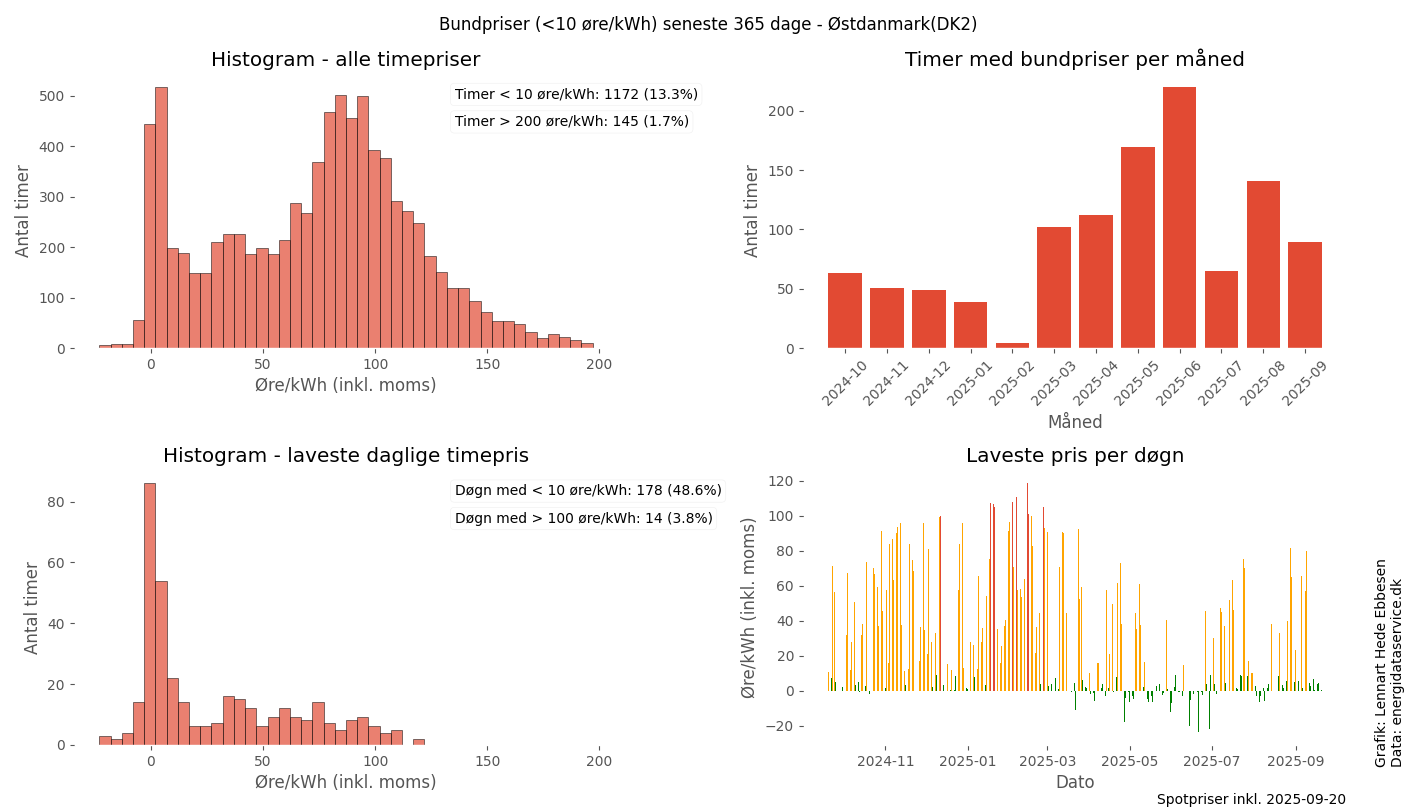 Bundpriser (<10 øre/kWh) seneste 365 dage - Østdanmark(DK2)
Histogram - alle timepriser
Timer < 10 øre/kWh: 1172 (13.3%)
Timer > 200 øre/kWh: 145 (1.7%)
Antal timer
500
400
300
200
100
0
0 50 100 150 200
Øre/kWh (inkl. moms)
Timer med bundpriser per måned
Antal timer
200
150
100
50
0
2024-10 2024-11 2024-12 2025-01 2025-02 2025-03 2025-04 2025-05 2025-06 2025-07 2025-08 2025-09
Måned
Histogram - laveste daglige timepris
Døgn med < 10 øre/kWh: 178 (48.6%)
Døgn med > 100 øre/kWh: 14 (3.8%)
Antal timer
80
60
40
20
0
0 50 100 150 200
Øre/kWh (inkl. moms)
Laveste pris per døgn
Øre/kWh (inkl. moms)
120
100
80
60
40
20
0
−20
2024-11 2025-01 2025-03 2025-05 2025-07 2025-09
Dato
Grafik: Lennart Hede Ebbesen
Data: energidataservice.dk
Spotpriser inkl. 2025-09-20